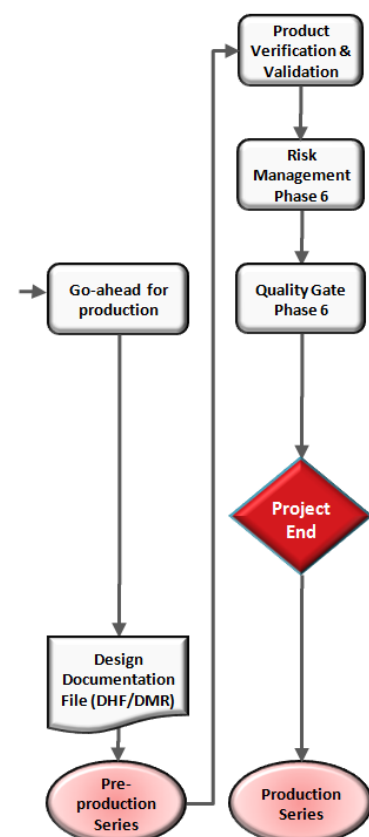 Product
Verification &
Validation
Risk
Management
Phase 6
Go-ahead for
production
Quality Gate
Phase 6
Project
End
Design
Documentation
File (DHF/DMR)
Pre-
production
Series
Production
Series